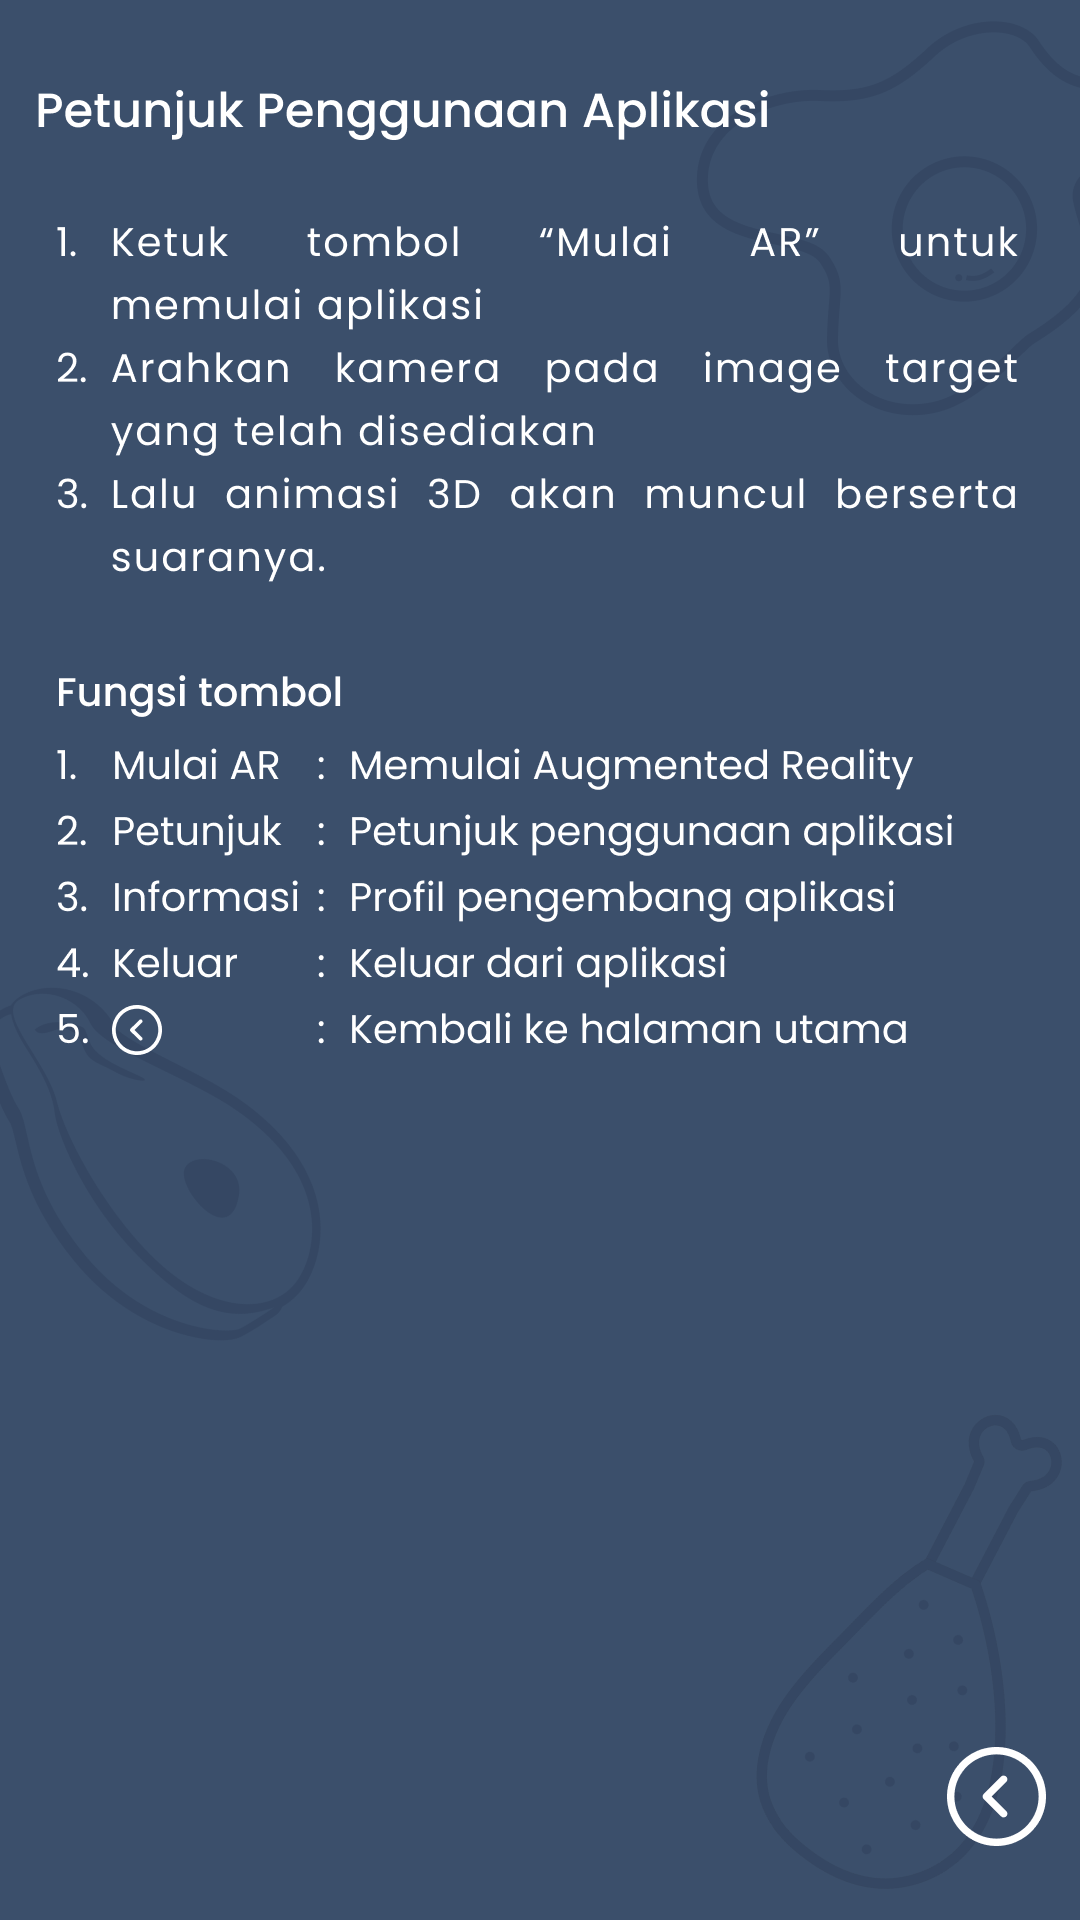 Petunjuk Penggunaan Aplikasi
1. Ketuk tombol “Mulai AR” untuk
memulai aplikasi
2. Arahkan kamera pada image target
yang telah disediakan
3. Lalu animasi 3D akan muncul berserta
suaranya.
Fungsi tombol
1. Mulai AR : Memulai Augmented Reality
2. Petunjuk : Petunjuk penggunaan aplikasi
3. Informasi : Profil pengembang aplikasi
4. Keluar : Keluar dari aplikasi
5. : Kembali ke halaman utama